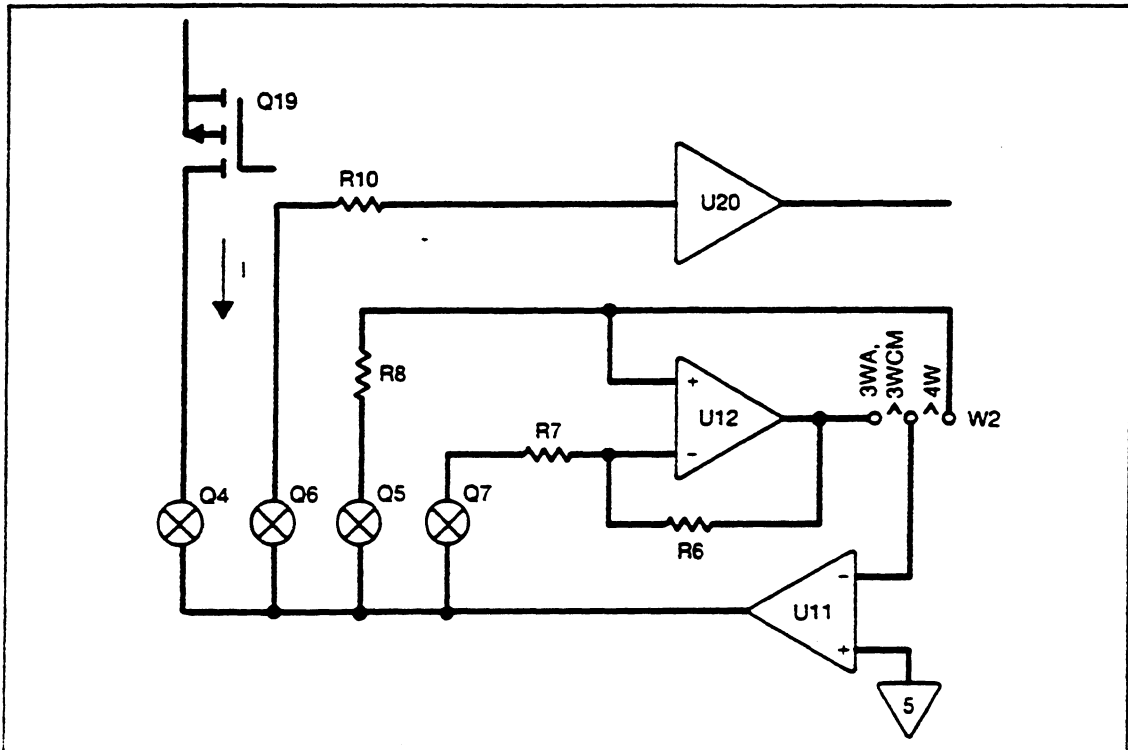 Q19
R10
U20
I
3WA,
3WCM
^
^
4W
R8
+
U12
-
W2
R7
Q4
Q6
Q5
Q7
R6
-
U11
+
5